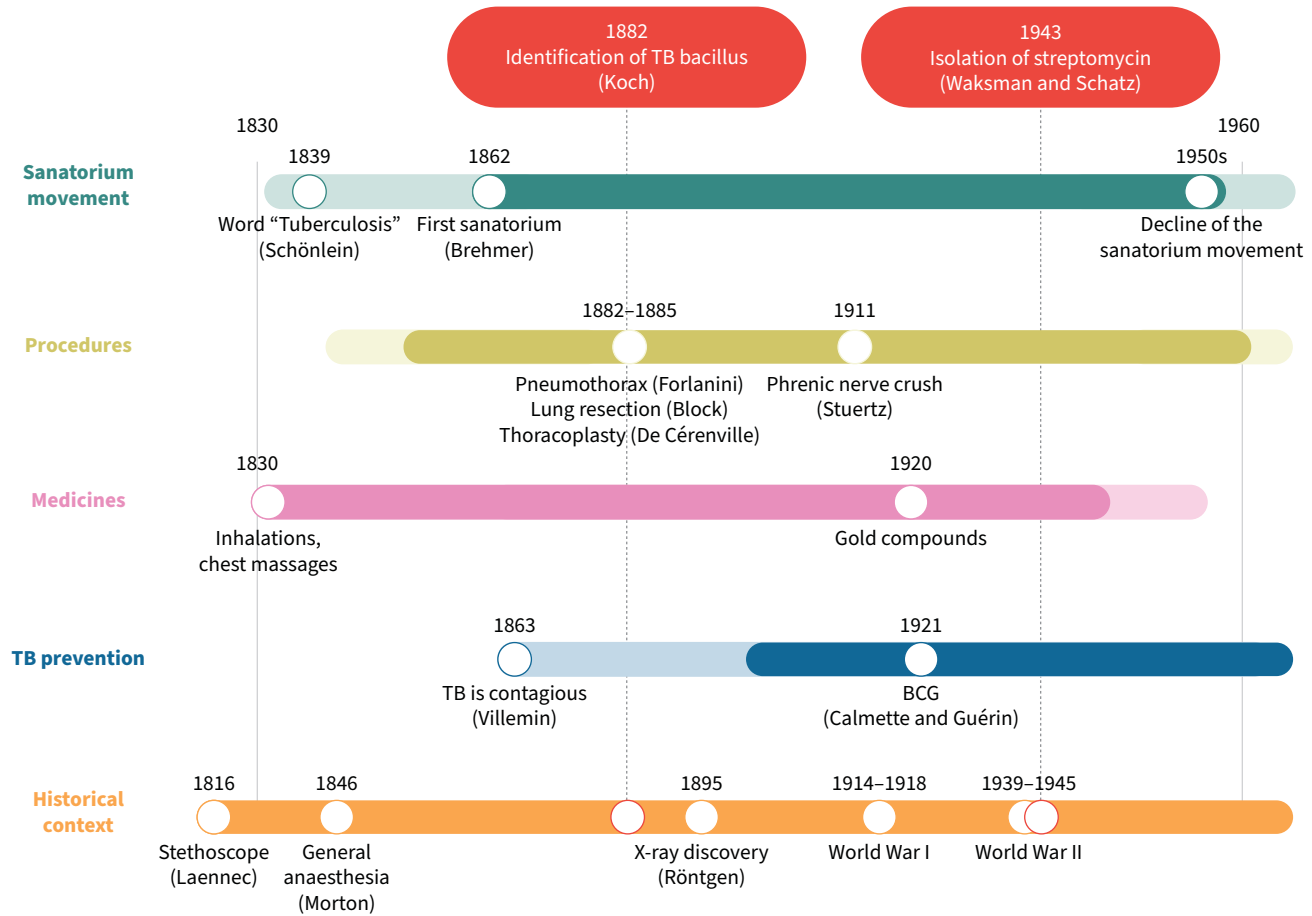 1882
Identification of TB bacillus
(Koch)
1943
Isolation of streptomycin
(Waksman and Schatz)
1830
1960
Sanatorium
movement
1839
1862
1950s
Word “Tuberculosis”
(Schönlein)
First sanatorium
(Brehmer)
Decline of the
sanatorium movement
Procedures
1882–1885
1911
Pneumothorax (Forlanini)
Lung resection (Block)
Thoracoplasty (De Cérenville)
Phrenic nerve crush
(Stuertz)
Medicines
1830
1920
Inhalations,
chest massages
Gold compounds
TB prevention
1863
1921
TB is contagious
(Villemin)
BCG
(Calmette and Guérin)
Historical
context
1816
1846
1895
1914–1918
1939–1945
Stethoscope
(Laennec)
General
anaesthesia
(Morton)
X-ray discovery
(Röntgen)
World War I
World War II